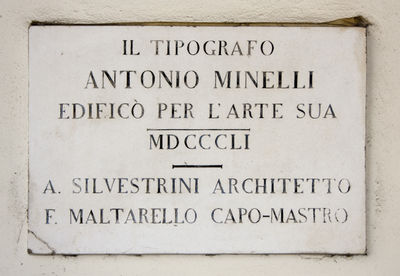 IL TIPOGRAFO
ANTONIO MINELLI
EDIFICÒ PER L'ARTE SUA
MDCCCLI
A. SILVESTRINI ARCHITETTO
F. MALTARELLO CAPO-MASTRO